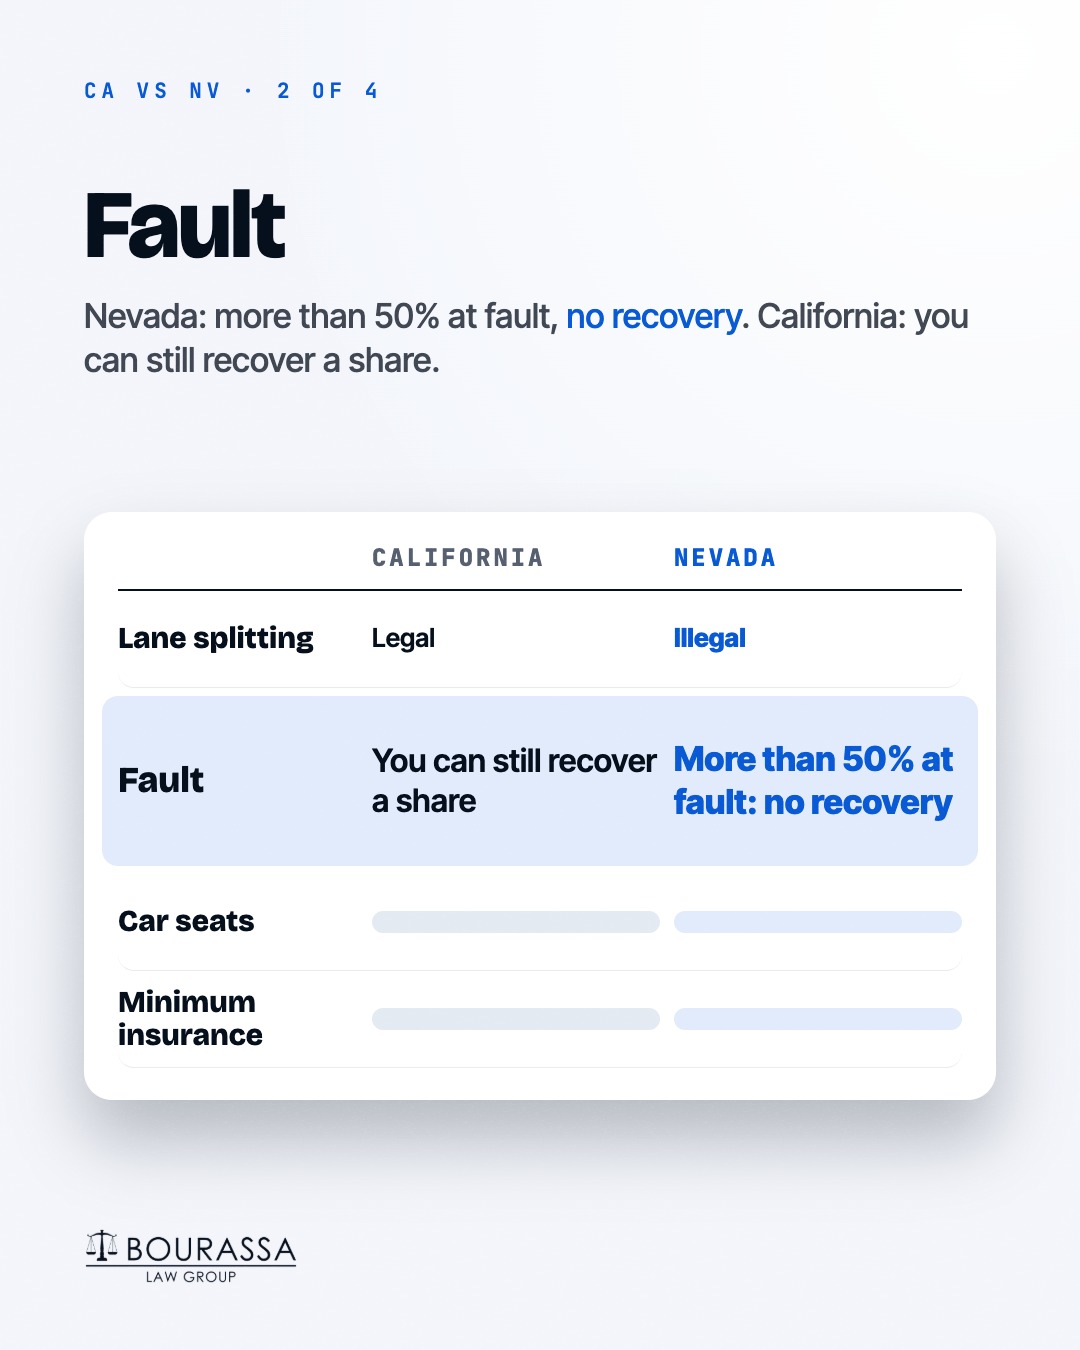 CA VS NV · 2 OF 4
Fault
Nevada: more than 50% at fault, no recovery. California: you
can still recover a share.
CALIFORNIA NEVADA
Lane splitting Legal Illegal
Fault You can still recover a share More than 50% at fault: no recovery
Car seats
Minimum
insurance
BOURASSA
LAW GROUP